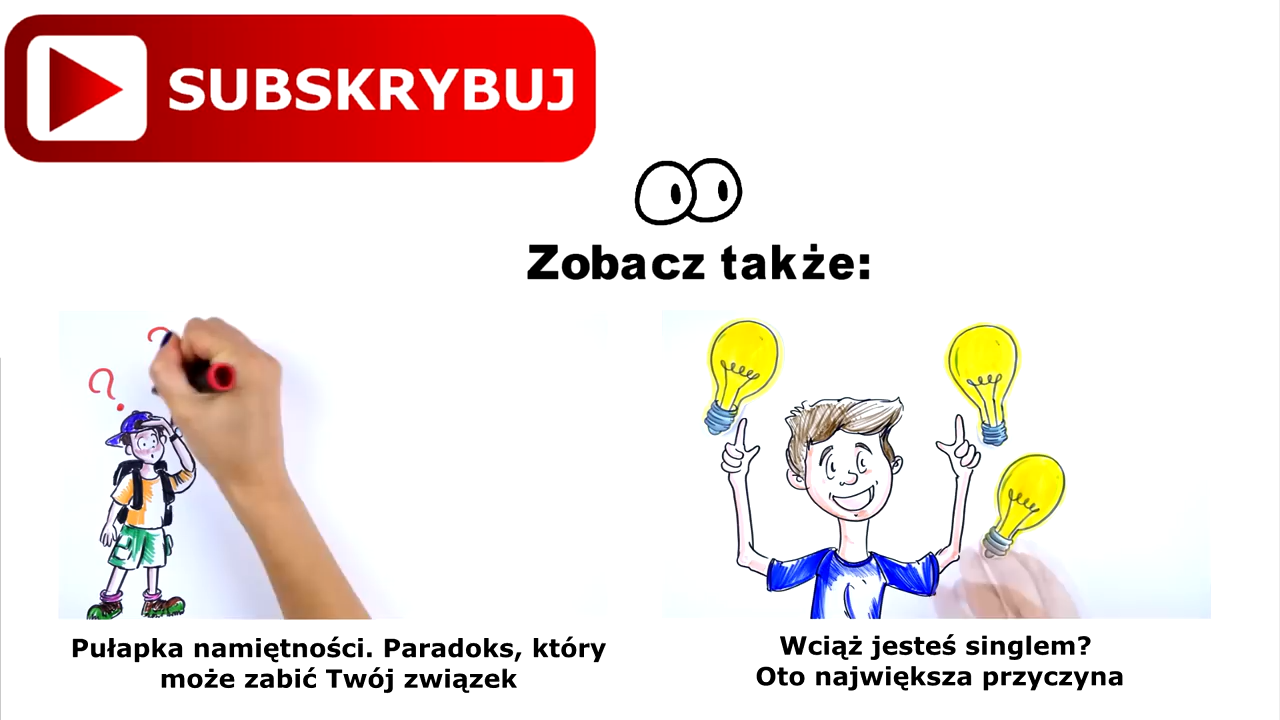 SUBSKRYBUJ
Zobacz także:
? ?
Pułapka namiętności. Paradoks, który
może zabić Twój związek
Wciąż jesteś singlem?
Oto największa przyczyna